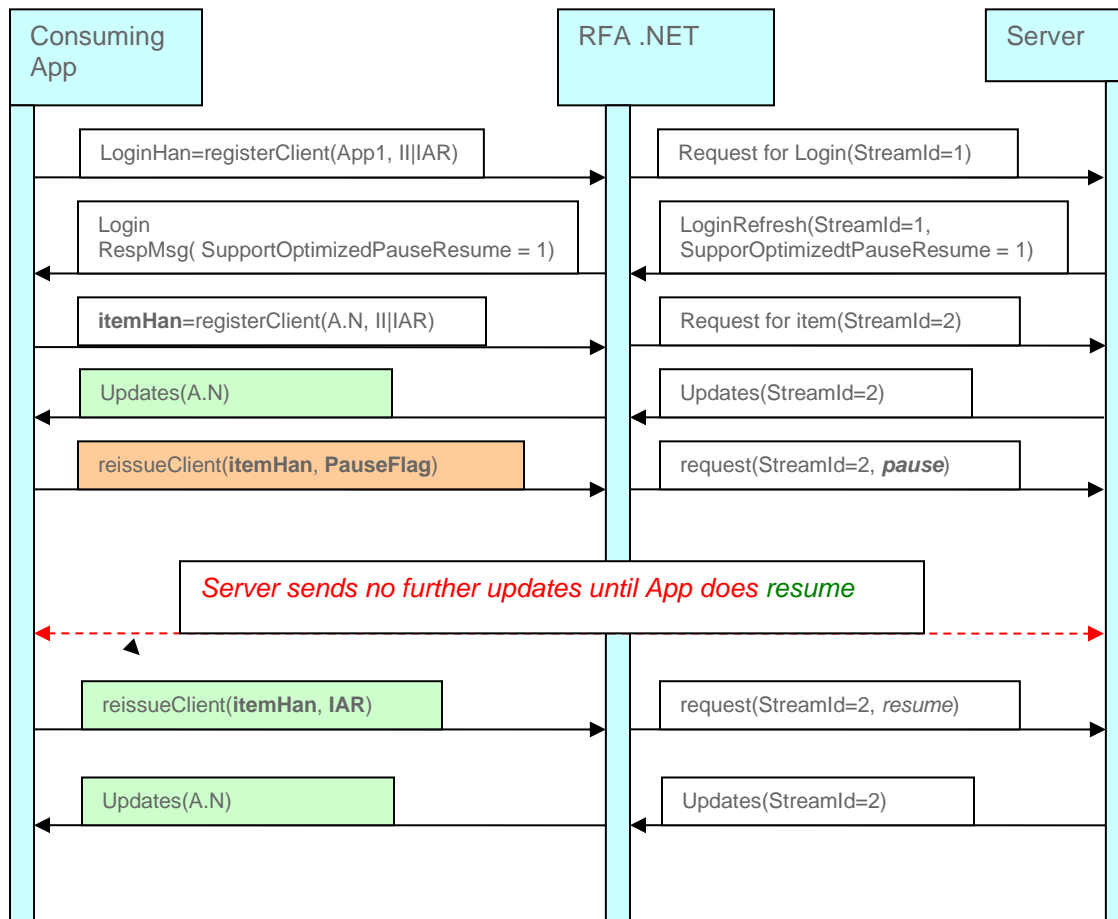 Consuming
App
RFA .NET
Server
LoginHan=registerClient(App1, II|IAR)
Request for Login(StreamId=1)
Login
RespMsg( SupportOptimizedPauseResume = 1)
LoginRefresh(StreamId=1,
SupporOptimizedtPauseResume = 1)
itemHan=registerClient(A.N, II|IAR)
Request for item(StreamId=2)
Updates(A.N)
Updates(StreamId=2)
reissueClient(itemHan, PauseFlag)
request(StreamId=2, pause)
Server sends no further updates until App does resume
reissueClient(itemHan, IAR)
request(StreamId=2, resume)
Updates(A.N)
Updates(StreamId=2)